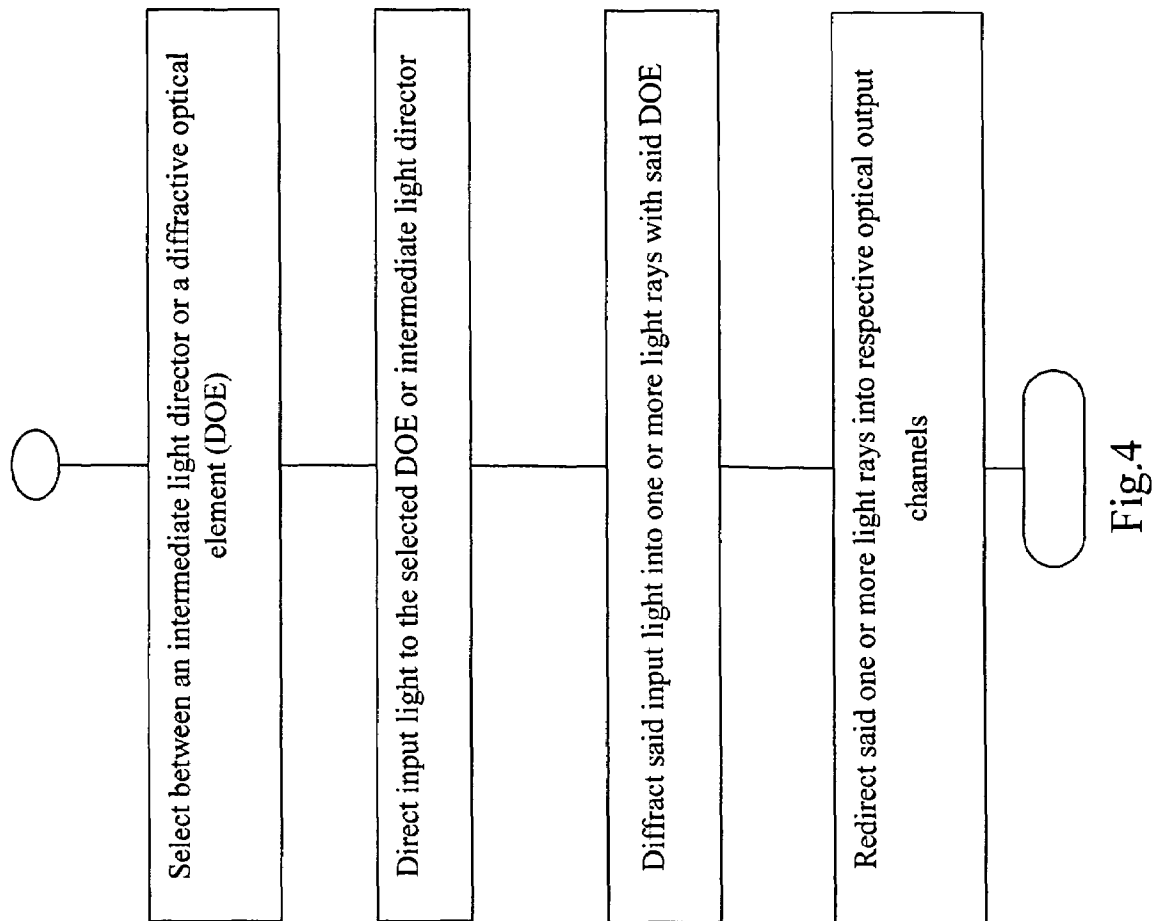 Select between an intermediate light director or a diffractive optical
element (DOE)
Direct input light to the selected DOE or intermediate light director
Diffract said input light into one or more light rays with said DOE
Redirect said one or more light rays into respective optical output
channels
Fig.4